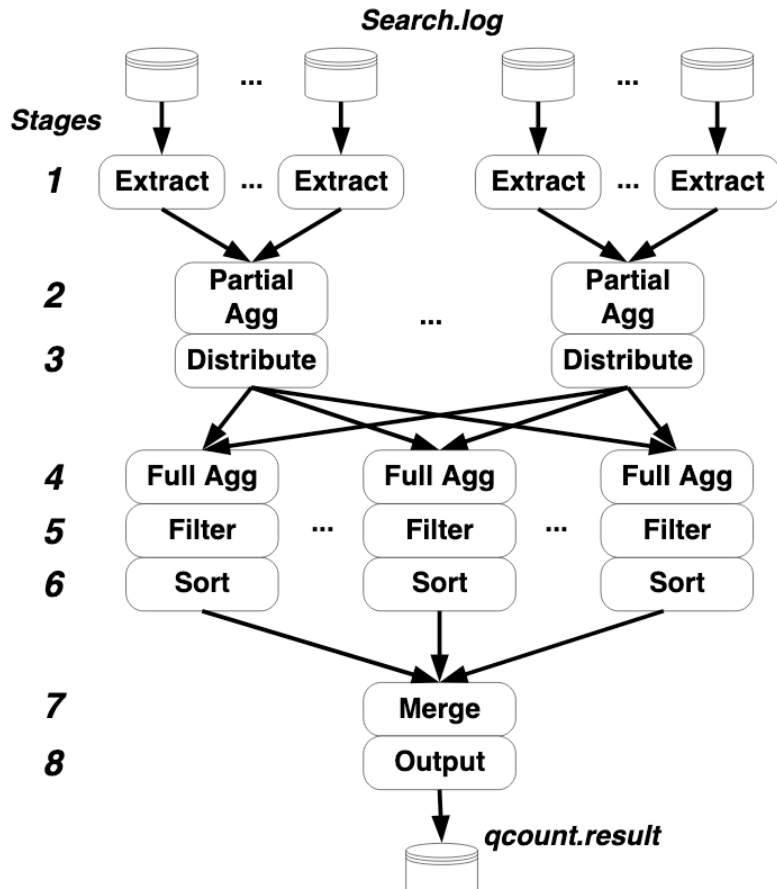 Search.log
... ...
Stages
1 Extract ... Extract Extract ... Extract
2 Partial Agg Partial Agg
...
3 Distribute Distribute
4 Full Agg Full Agg Full Agg
5 Filter ... Filter ... Filter
6 Sort Sort Sort
7 Merge
8 Output
qcount.result